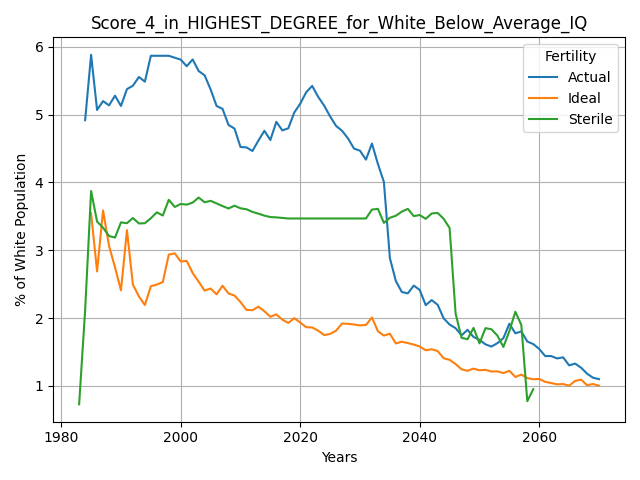 Score_4_in_HIGHEST_DEGREE_for_White_Below_Average_IQ
% of White Population
6
5
4
3
2
1
Fertility
Actual
Ideal
Sterile
1980 2000 2020 2040 2060
Years